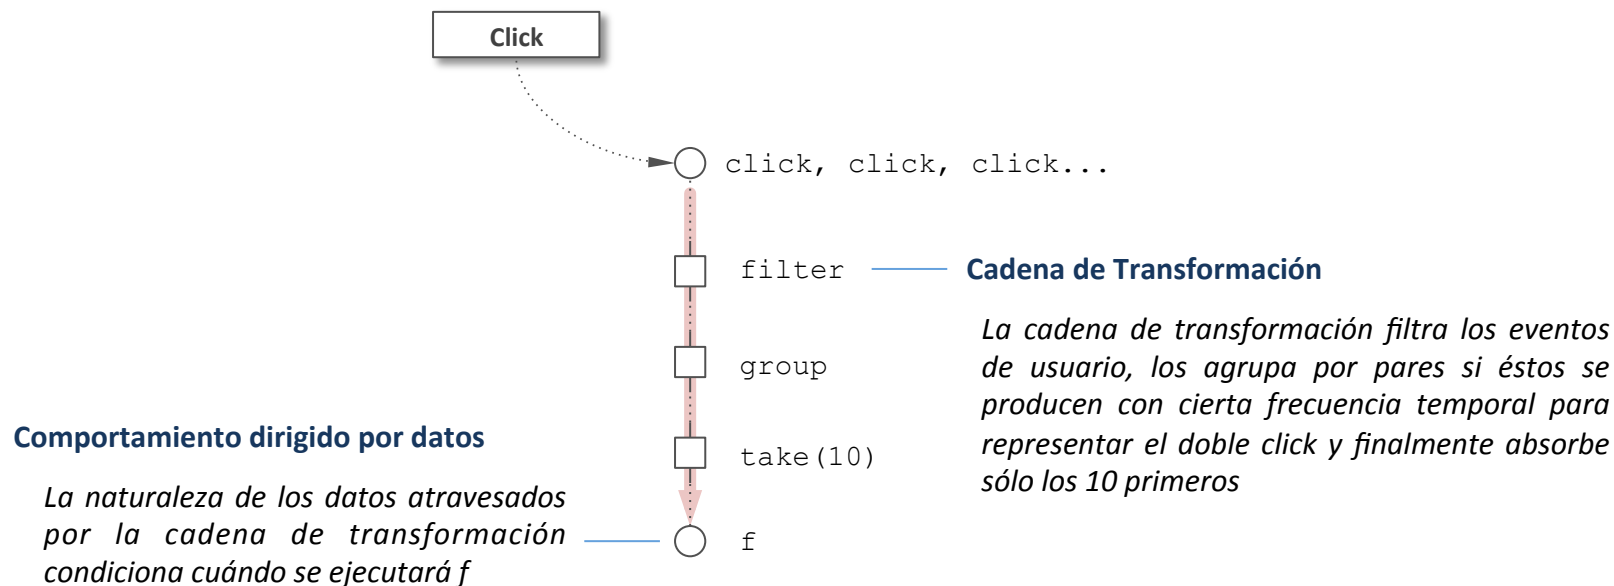 Click
click, click, click...
filter
Cadena de Transformación
La cadena de transformación filtra los eventos
de usuario, los agrupa por pares si éstos se
producen con cierta frecuencia temporal para
representar el doble click y finalmente absorbe
sólo los 10 primeros
group
take(10)
Comportamiento dirigido por datos
La naturaleza de los datos atravesados
por la cadena de transformación
condiciona cuándo se ejecutará f
f